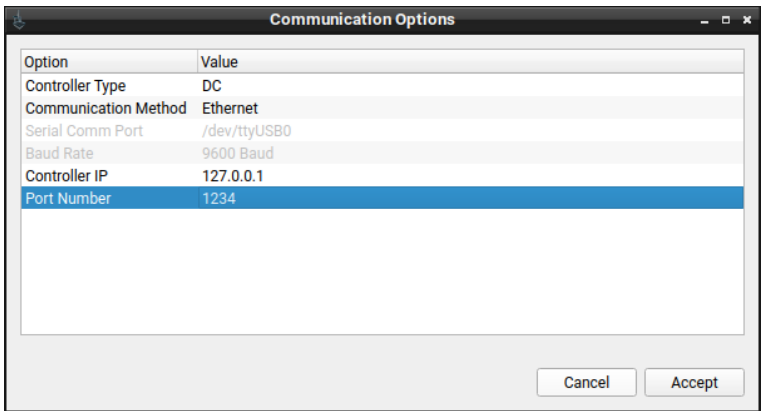 Communication Options
Option Value
Controller Type DC
Communication Method Ethernet
Serial Comm Port /dev/ttyUSB0
Baud Rate 9600 Baud
Controller IP 127.0.0.1
Port Number 1234
Cancel Accept